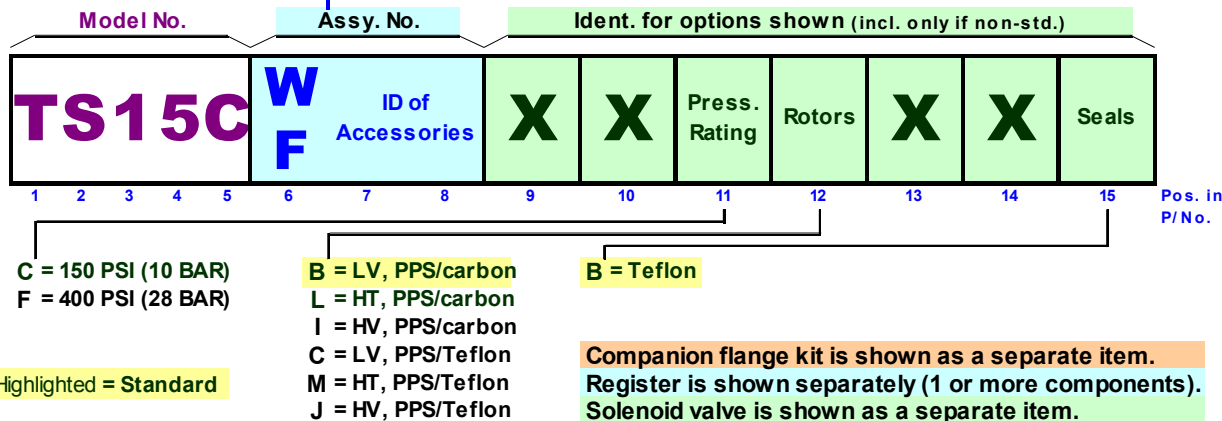 Model No. Assy. No. Ident. for options shown (incl. only if non-std.)
TS15C W F ID of Accessories X X Press. Rating Rotors X X Seals
1 2 3 4 5 6 7 8 9 10 11 12 13 14 15 Pos. in P/No.
C = 150 PSI (10 BAR) B = LV, PPS/carbon B = Teflon
F = 400 PSI (28 BAR) L = HT, PPS/carbon
I = HV, PPS/carbon
C = LV, PPS/Teflon Companion flange kit is shown as a separate item.
Highlighted = Standard M = HT, PPS/Teflon Register is shown separately (1 or more components).
J = HV, PPS/Teflon Solenoid valve is shown as a separate item.